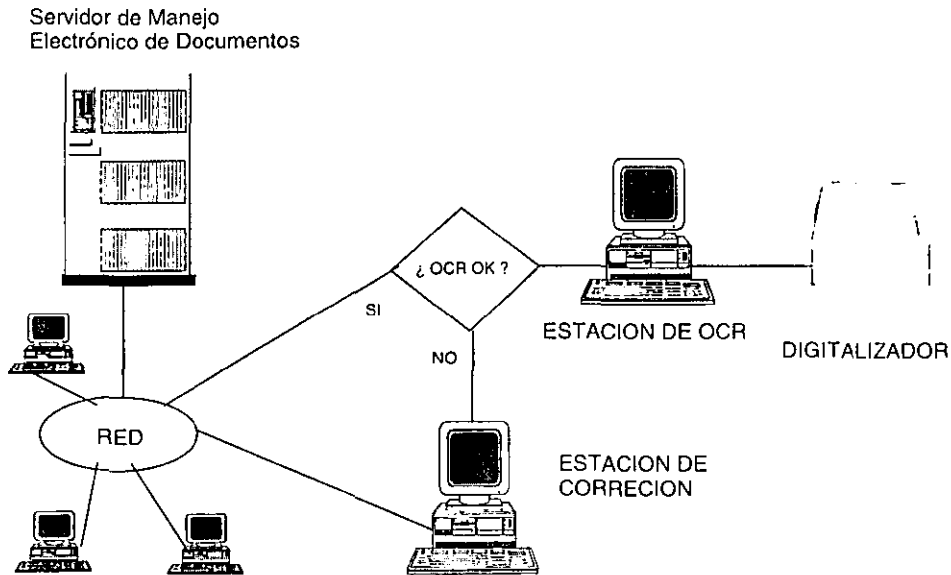 Servidor de Manejo
Electrónico de Documentos
¿ OCR OK ?
SI
ESTACION DE OCR
DIGITALIZADOR
NO
RED
ESTACION DE
CORRECION